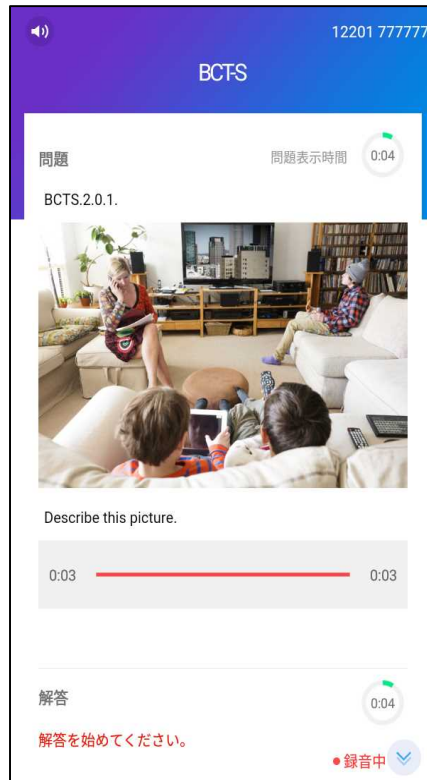 12201 777777
BCT-S
問題
問題表示時間 0:04
BCTS.2.0.1.
Describe this picture.
0:03 0:03
解答
0:04
解答を始めてください。
録音中